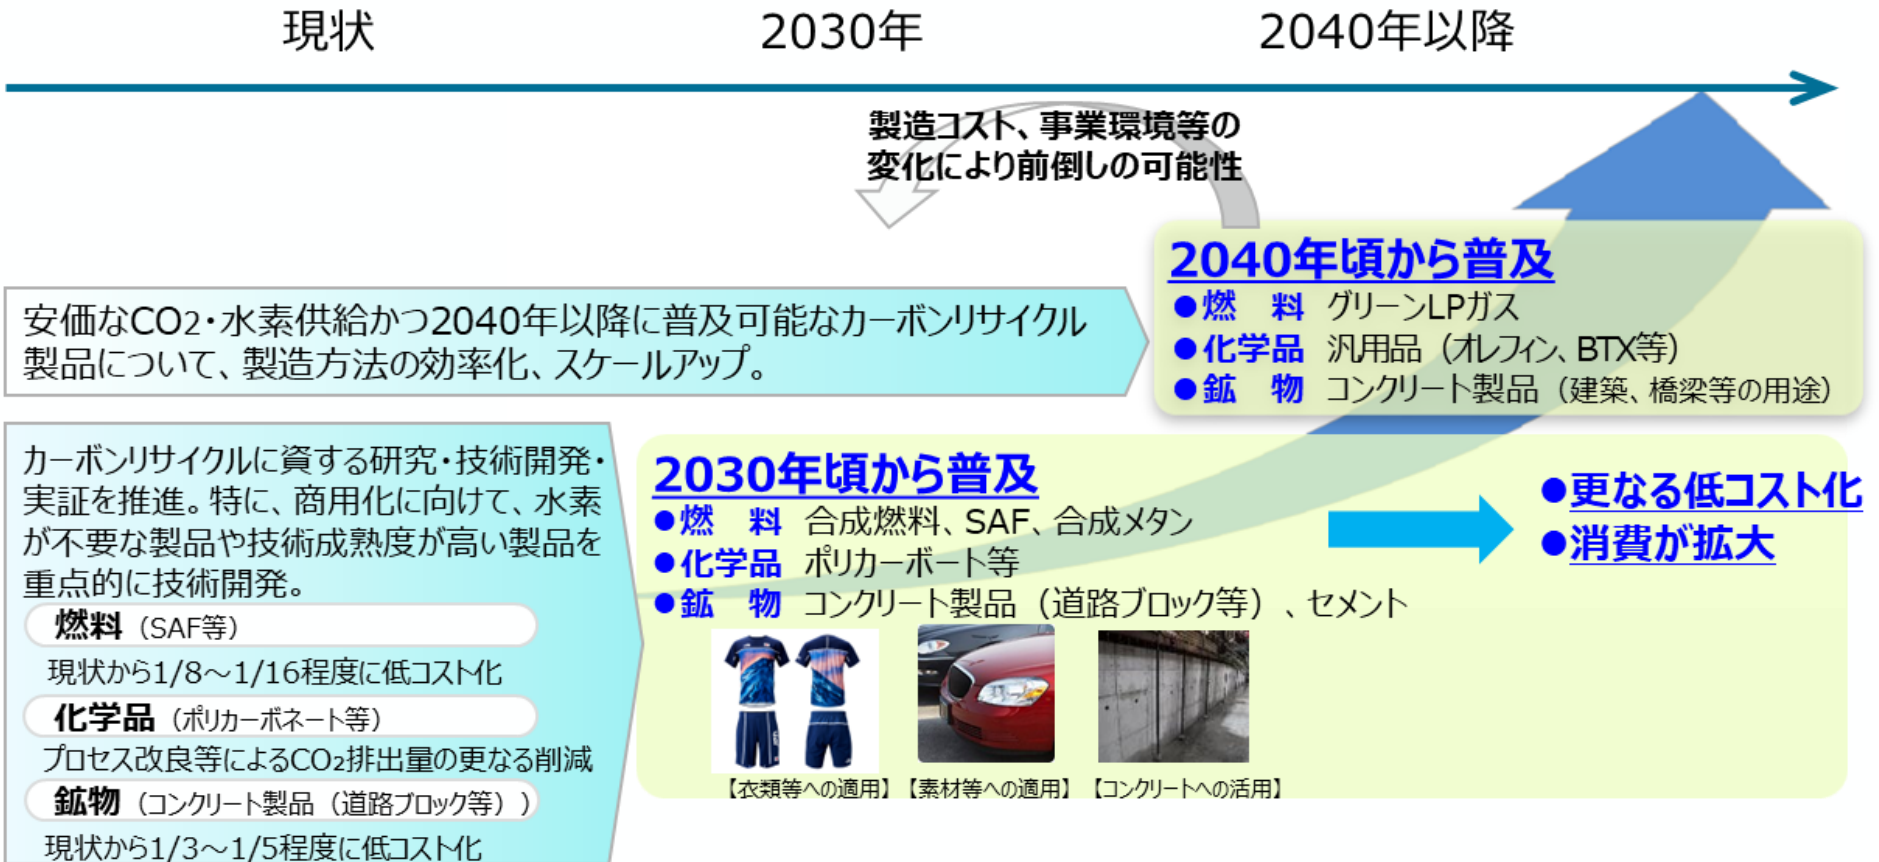 現状
2030年
2040年以降
製造コスト、事業環境等の
変化により前倒しの可能性
2040年頃から普及
●燃　料 グリーンLPガス
●化学品 汎用品（オレフィン、BTX等）
●鉱　物 コンクリート製品（建築、橋梁等の用途）
安価なCO2・水素供給かつ2040年以降に普及可能なカーボンリサイクル
製品について、製造方法の効率化、スケールアップ。
カーボンリサイクルに資する研究・技術開発・
実証を推進。特に、商用化に向けて、水素
が不要な製品や技術成熟度が高い製品を
重点的に技術開発。
燃料（SAF等）
現状から1/8～1/16程度に低コスト化
化学品（ポリカーボネート等）
プロセス改良等によるCO₂排出量の更なる削減
鉱物（コンクリート製品（道路ブロック等））
現状から1/3～1/5程度に低コスト化
2030年頃から普及
●燃　料 合成燃料、SAF、合成メタン
●化学品 ポリカーボート等
●鉱　物 コンクリート製品（道路ブロック等）、セメント
【衣類等への適用】【素材等への適用】【コンクリートへの活用】
●更なる低コスト化
●消費が拡大